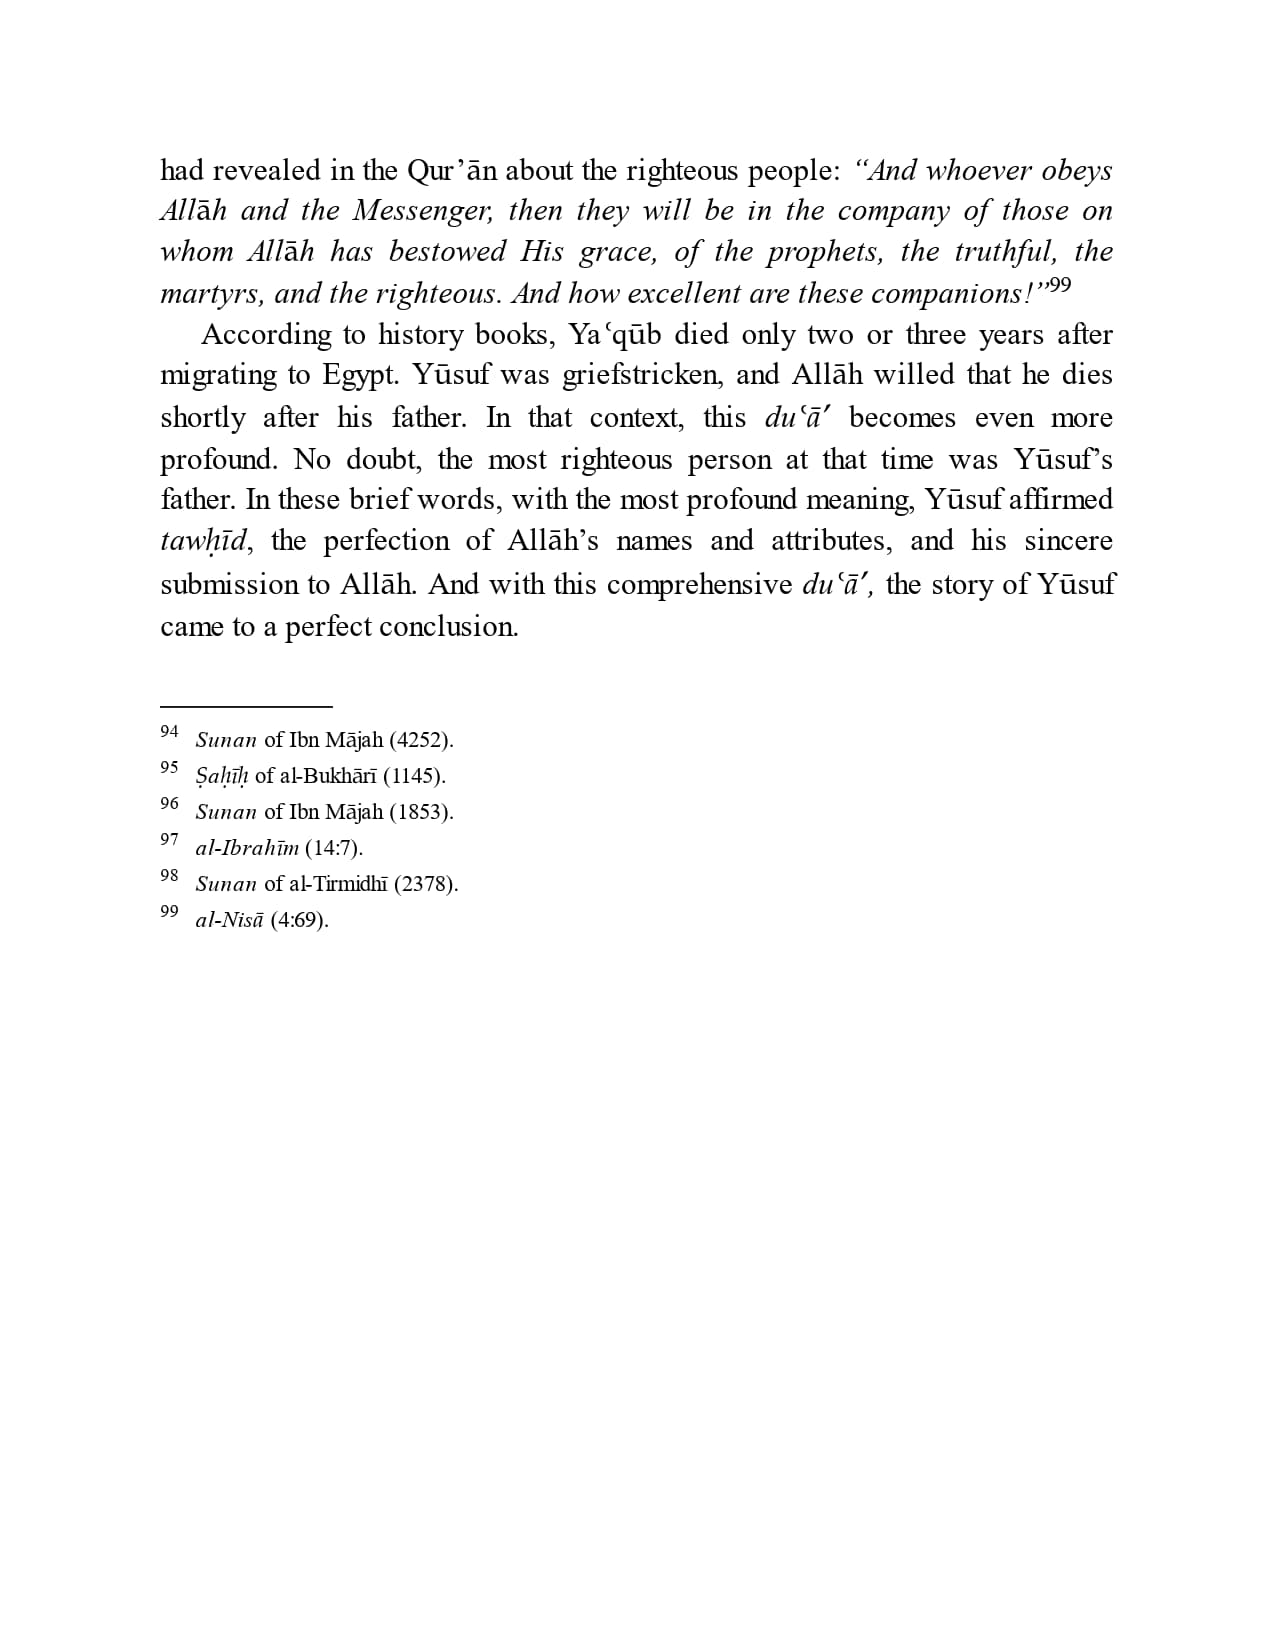 had revealed in the Qur’ān about the righteous people: “And whoever obeys
Allāh and the Messenger, then they will be in the company of those on
whom Allāh has bestowed His grace, of the prophets, the truthful, the
martyrs, and the righteous. And how excellent are these companions!”99
According to history books, Yaʿqūb died only two or three years after
migrating to Egypt. Yūsuf was griefstricken, and Allāh willed that he dies
shortly after his father. In that context, this duʿā′ becomes even more
profound. No doubt, the most righteous person at that time was Yūsuf’s
father. In these brief words, with the most profound meaning, Yūsuf affirmed
tawḥīd, the perfection of Allāh’s names and attributes, and his sincere
submission to Allāh. And with this comprehensive duʿā′, the story of Yūsuf
came to a perfect conclusion.
94 Sunan of Ibn Mājah (4252).
95 Ṣaḥīḥ of al-Bukhārī (1145).
96 Sunan of Ibn Mājah (1853).
97 al-Ibrahīm (14:7).
98 Sunan of al-Tirmidhī (2378).
99 al-Nisā (4:69).